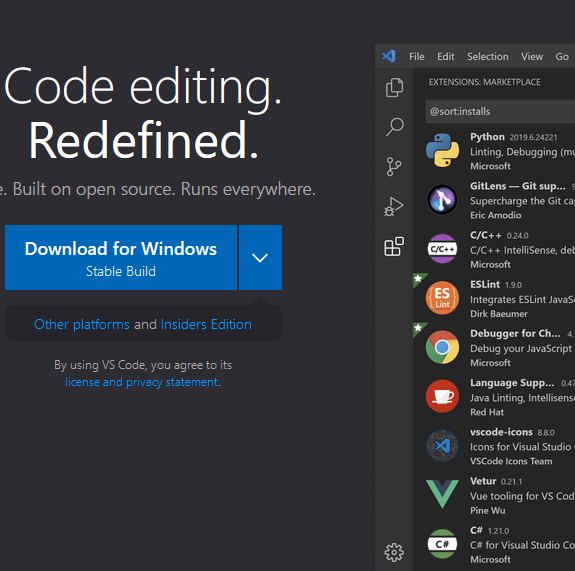 Code editing.
Redefined.
Built on open source. Runs everywhere.
Download for Windows
Stable Build
Other platforms and Insiders Edition
By using VS Code, you agree to its
license and privacy statement.
File Edit Selection View Go
EXTENSIONS: MARKETPLACE
@sort:installs
Python 2019.6.24221
Linting, Debugging (mu
Microsoft
GitLens — Git sup...
Supercharge the Git cap
Eric Amodio
C/C++ 0.24.0
C/C++
C/C++ IntelliSense, deb
Microsoft
ESLint 1.9.0
ES
Lint
Integrates ESLint JavaS
Dirk Baeumer
Debugger for Ch... 4.
Debug your JavaScript
Microsoft
Language Supp... 0.47
Java Linting, Intellisense
Red Hat
vscode-icons 8.8.0
Icons for Visual Studio
VSCode Icons Team
Vetur 0.21.1
Vue tooling for VS Cod
Pine Wu
C# 1.21.0
C#
C# for Visual Studio Co
Microsoft